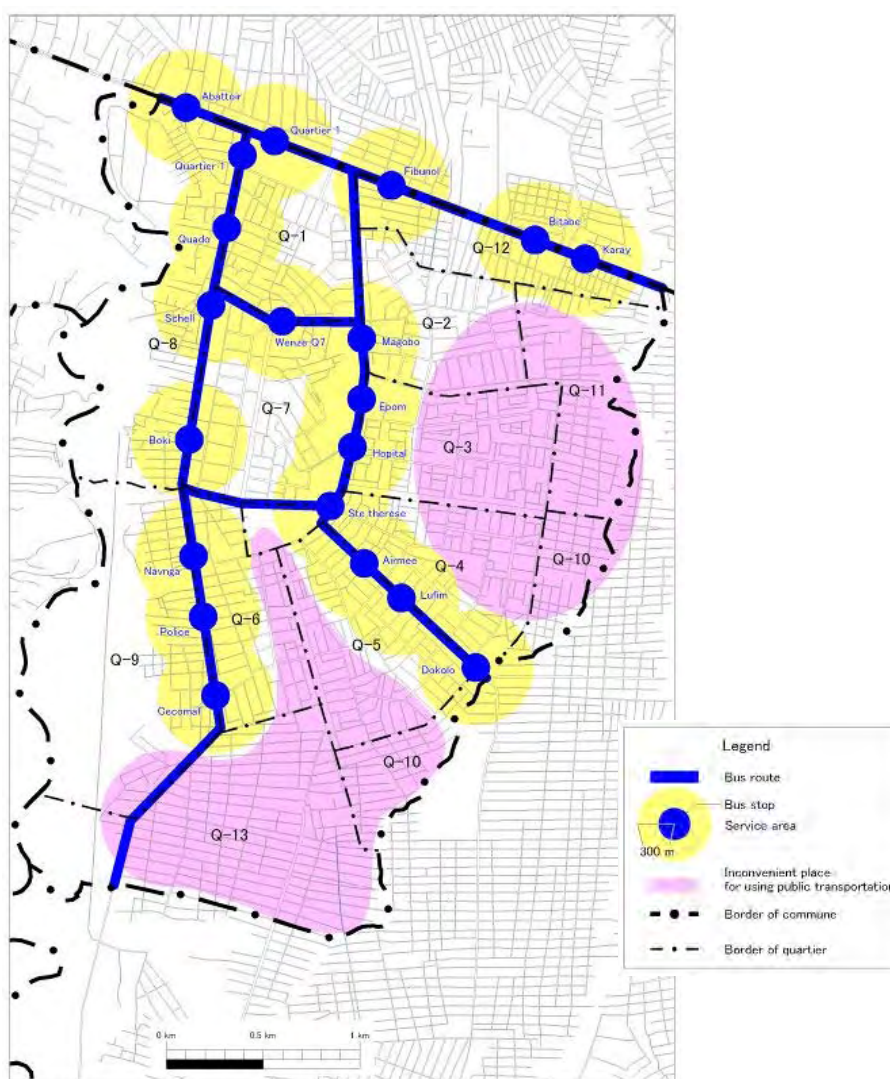 Abattoir
Quartier 1
Quartier 1
Fibunoi
Bitabe
Karay
Quado
Q-1
Q-12
Schell
Wenze Q7
Magobo
Q-2
Q-8
Q-11
Epom
Q-7
Boki
Hopital
Q-3
Ste therese
Navnga
Airmee
Q-4
Q-10
Lufim
Police
Q-6
Q-5
Q-9
Dokolo
Cecomaf
Q-10
Q-13
Legend
Bus route
Bus stop
Service area
300 m
Inconvenient place
for using public transportation
Border of commune
Border of quartier
0 km
0.5 km
1 km